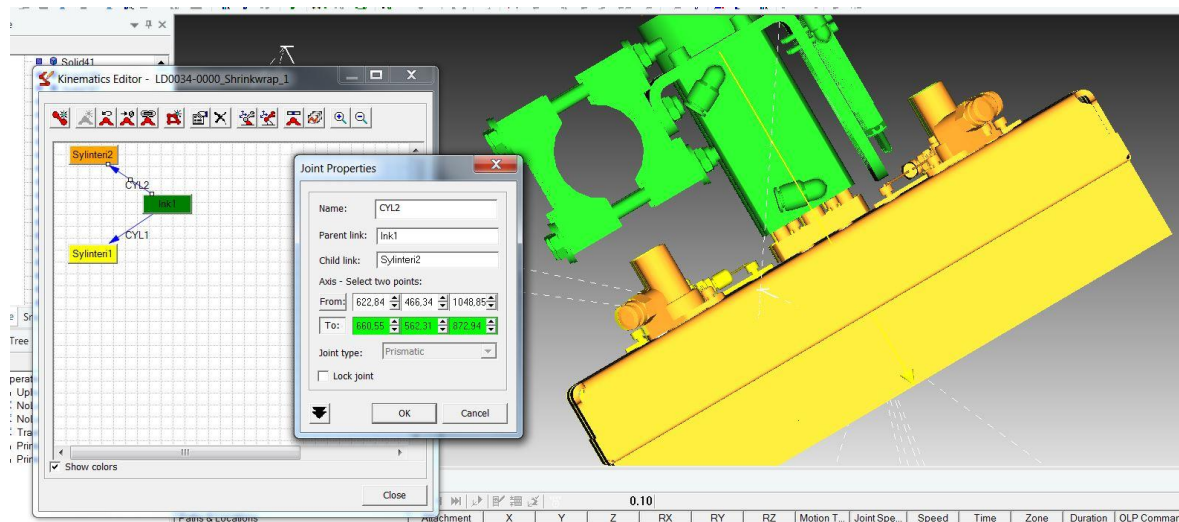 Solid41
Kinematics Editor - LD0034-0000_Shrinkwrap_1
Sylinteri2
CYL2
lnk1
CYL1
Sylinteri1
Show colors
Close
Joint Properties
Name: CYL2
Parent link: lnk1
Child link: Sylinteri2
Axis - Select two points:
From: 622,84 466,34 1048,85
To: 660,55 562,31 872,94
Joint type: Prismatic
Lock joint
OK Cancel
Tree
0.10
Paths & Locations Attachment X Y Z RX RY RZ Motion T... Joint Spe... Speed Time Zone Duration OLP Comman